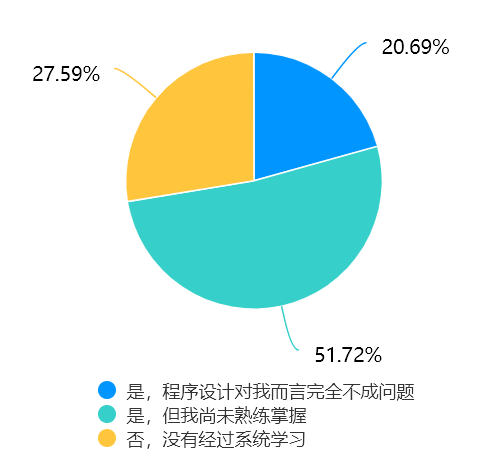 20.69%
27.59%
51.72%
是，程序设计对我而言完全不成问题
是，但我尚未熟练掌握
否，没有经过系统学习